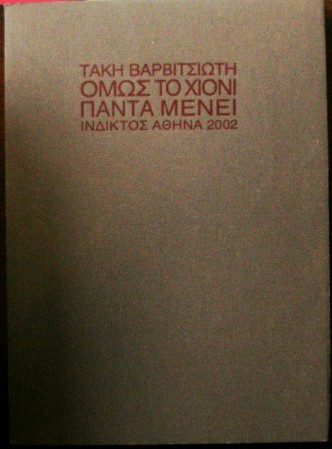 ΤΑΚΗ ΒΑΡΒΙΤΣΙΩΤΗ
ΟΜΩΣ ΤΟ ΧΙΟΝΙ
ΠΑΝΤΑ ΜΕΝΕΙ
ΙΝΔΙΚΤΟΣ ΑΘΗΝΑ 2002